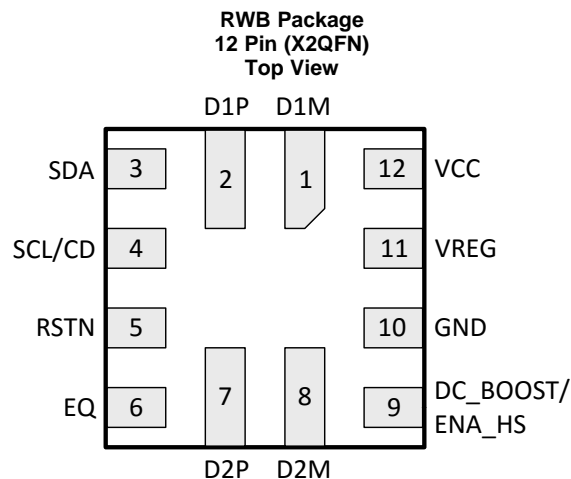 RWB Package
12 Pin (X2QFN)
Top View
D1P D1M
SDA 3 2 1 12 VCC
SCL/CD 4 11 VREG
RSTN 5 10 GND
EQ 6 7 8 9 DC_BOOST/
ENA_HS
D2P D2M